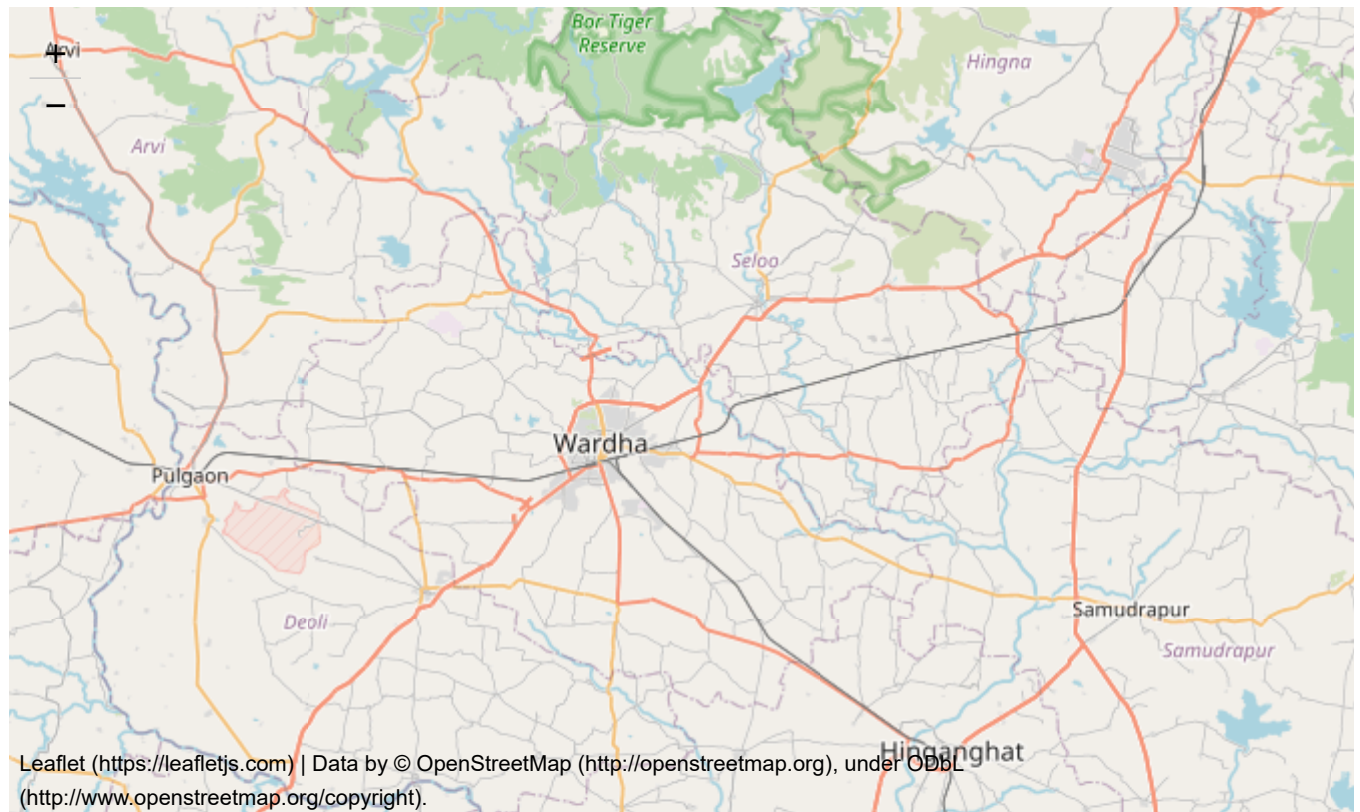 Bor Tiger
Reserve
Arvi
+
Hingna
−
Arvi
Seloo
Wardha
Pulgaon
Samudrapur
Deoli
Samudrapur
Hinganghat
Leaflet (https://leafletjs.com) | Data by © OpenStreetMap (http://openstreetmap.org), under ODbL
(http://www.openstreetmap.org/copyright).